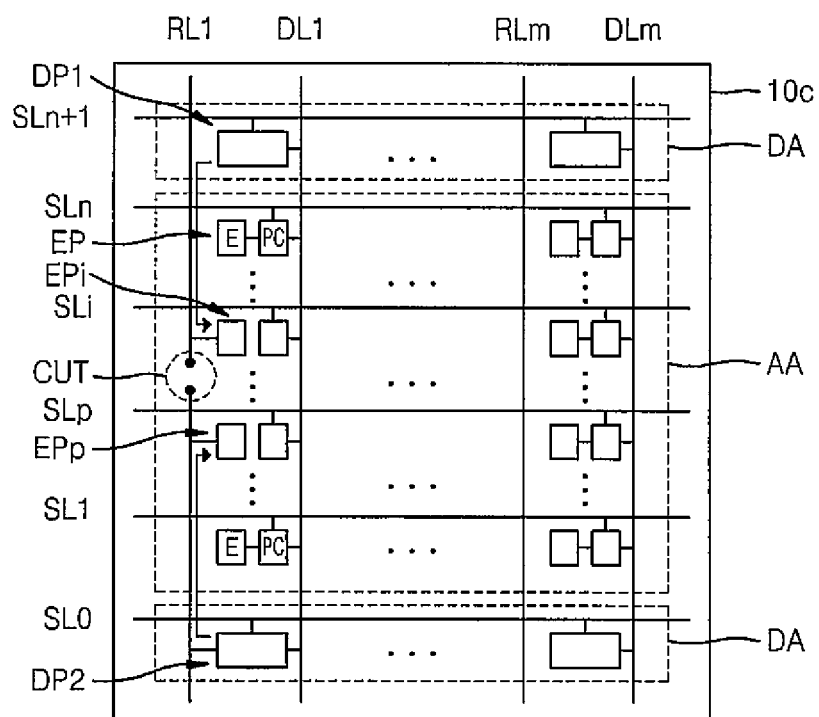 RL1 DL1 RLm DLm
DP1
10c
SLn+1
DA
SLn
EP E PC
EPi
SLi
CUT
AA
SLp
EPp
SL1
E PC
SL0
DA
DP2